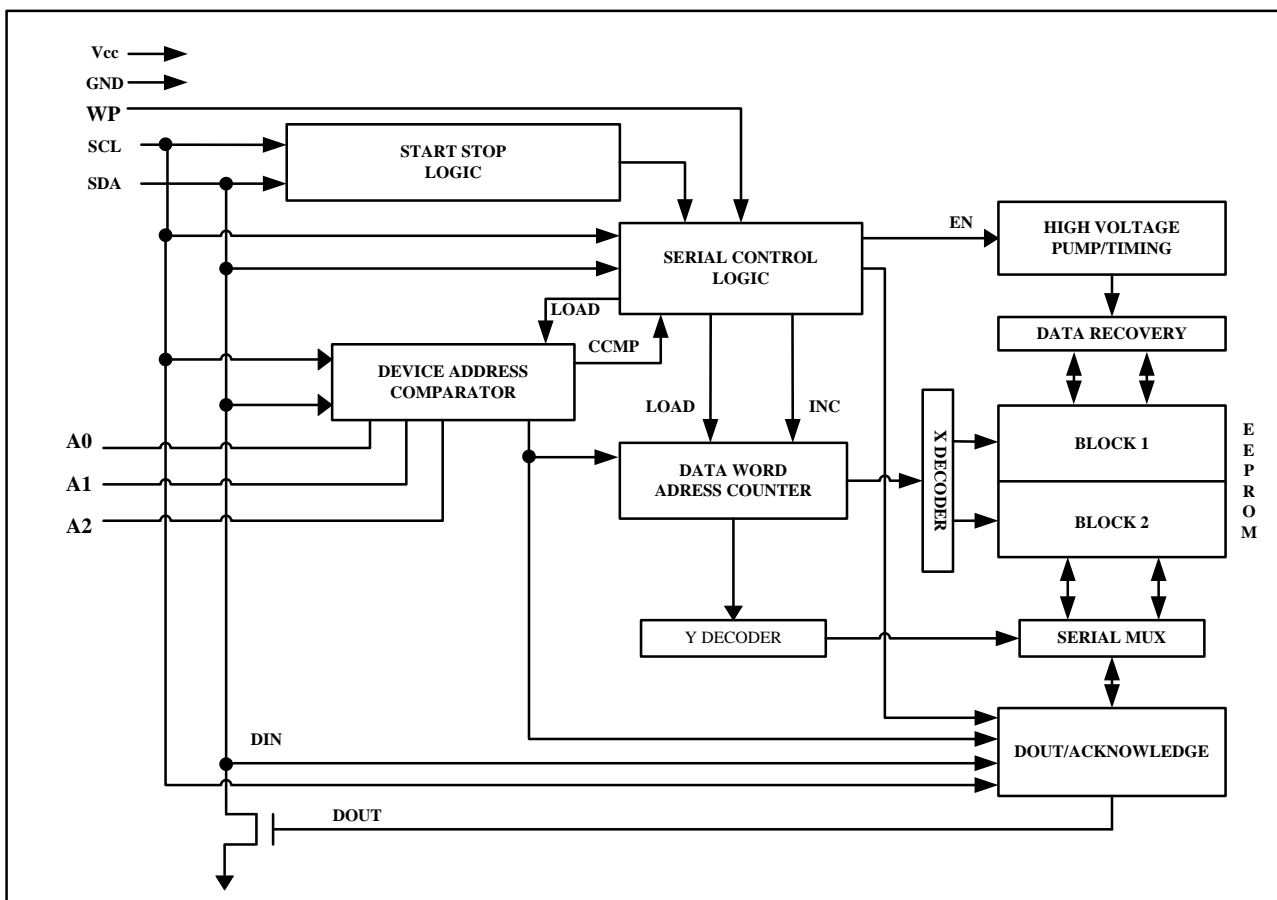 Vcc
GND
WP
SCL
SDA
START STOP
LOGIC
EN
HIGH VOLTAGE
PUMP/TIMING
SERIAL CONTROL
LOGIC
LOAD
CCMP
DATA RECOVERY
DEVICE ADDRESS
COMPARATOR
LOAD
INC
A0
A1
A2
DATA WORD
ADRESS COUNTER
X DECODER
BLOCK 1
BLOCK 2
EEPROM
Y DECODER
SERIAL MUX
DIN
DOUT/ACKNOWLEDGE
DOUT